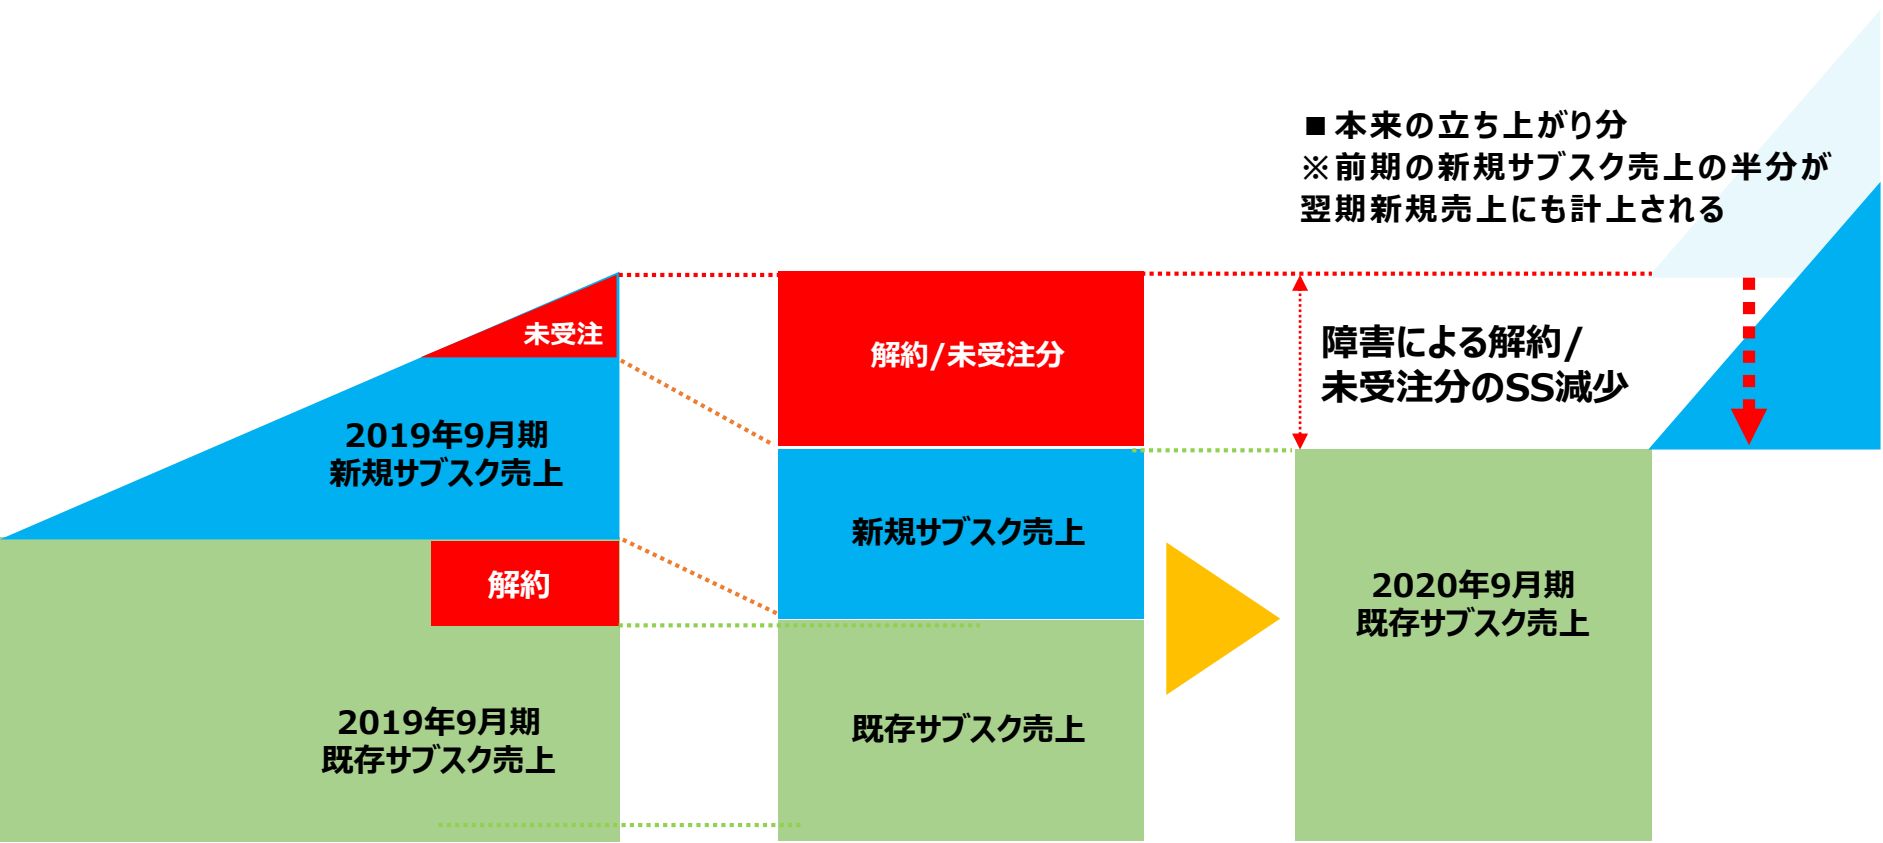 ■本来の立ち上がり分
※前期の新規サブスク売上の半分が
翌期新規売上にも計上される
未受注
2019年9月期
新規サブスク売上
解約
2019年9月期
既存サブスク売上
解約/未受注分
新規サブスク売上
既存サブスク売上
障害による解約/
未受注分のSS減少
2020年9月期
既存サブスク売上